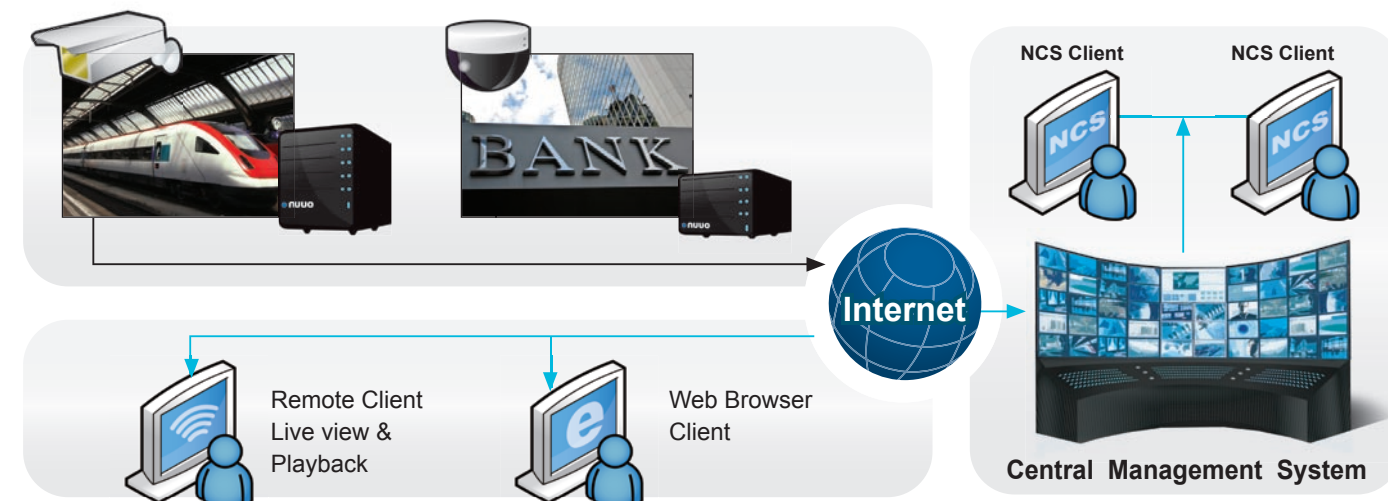 NCS Client
NCS Client
NCS
NCS
BANK
nuuo
nuuo
Internet
Remote Client
Live view &
Playback
e
Web Browser
Client
Central Management System